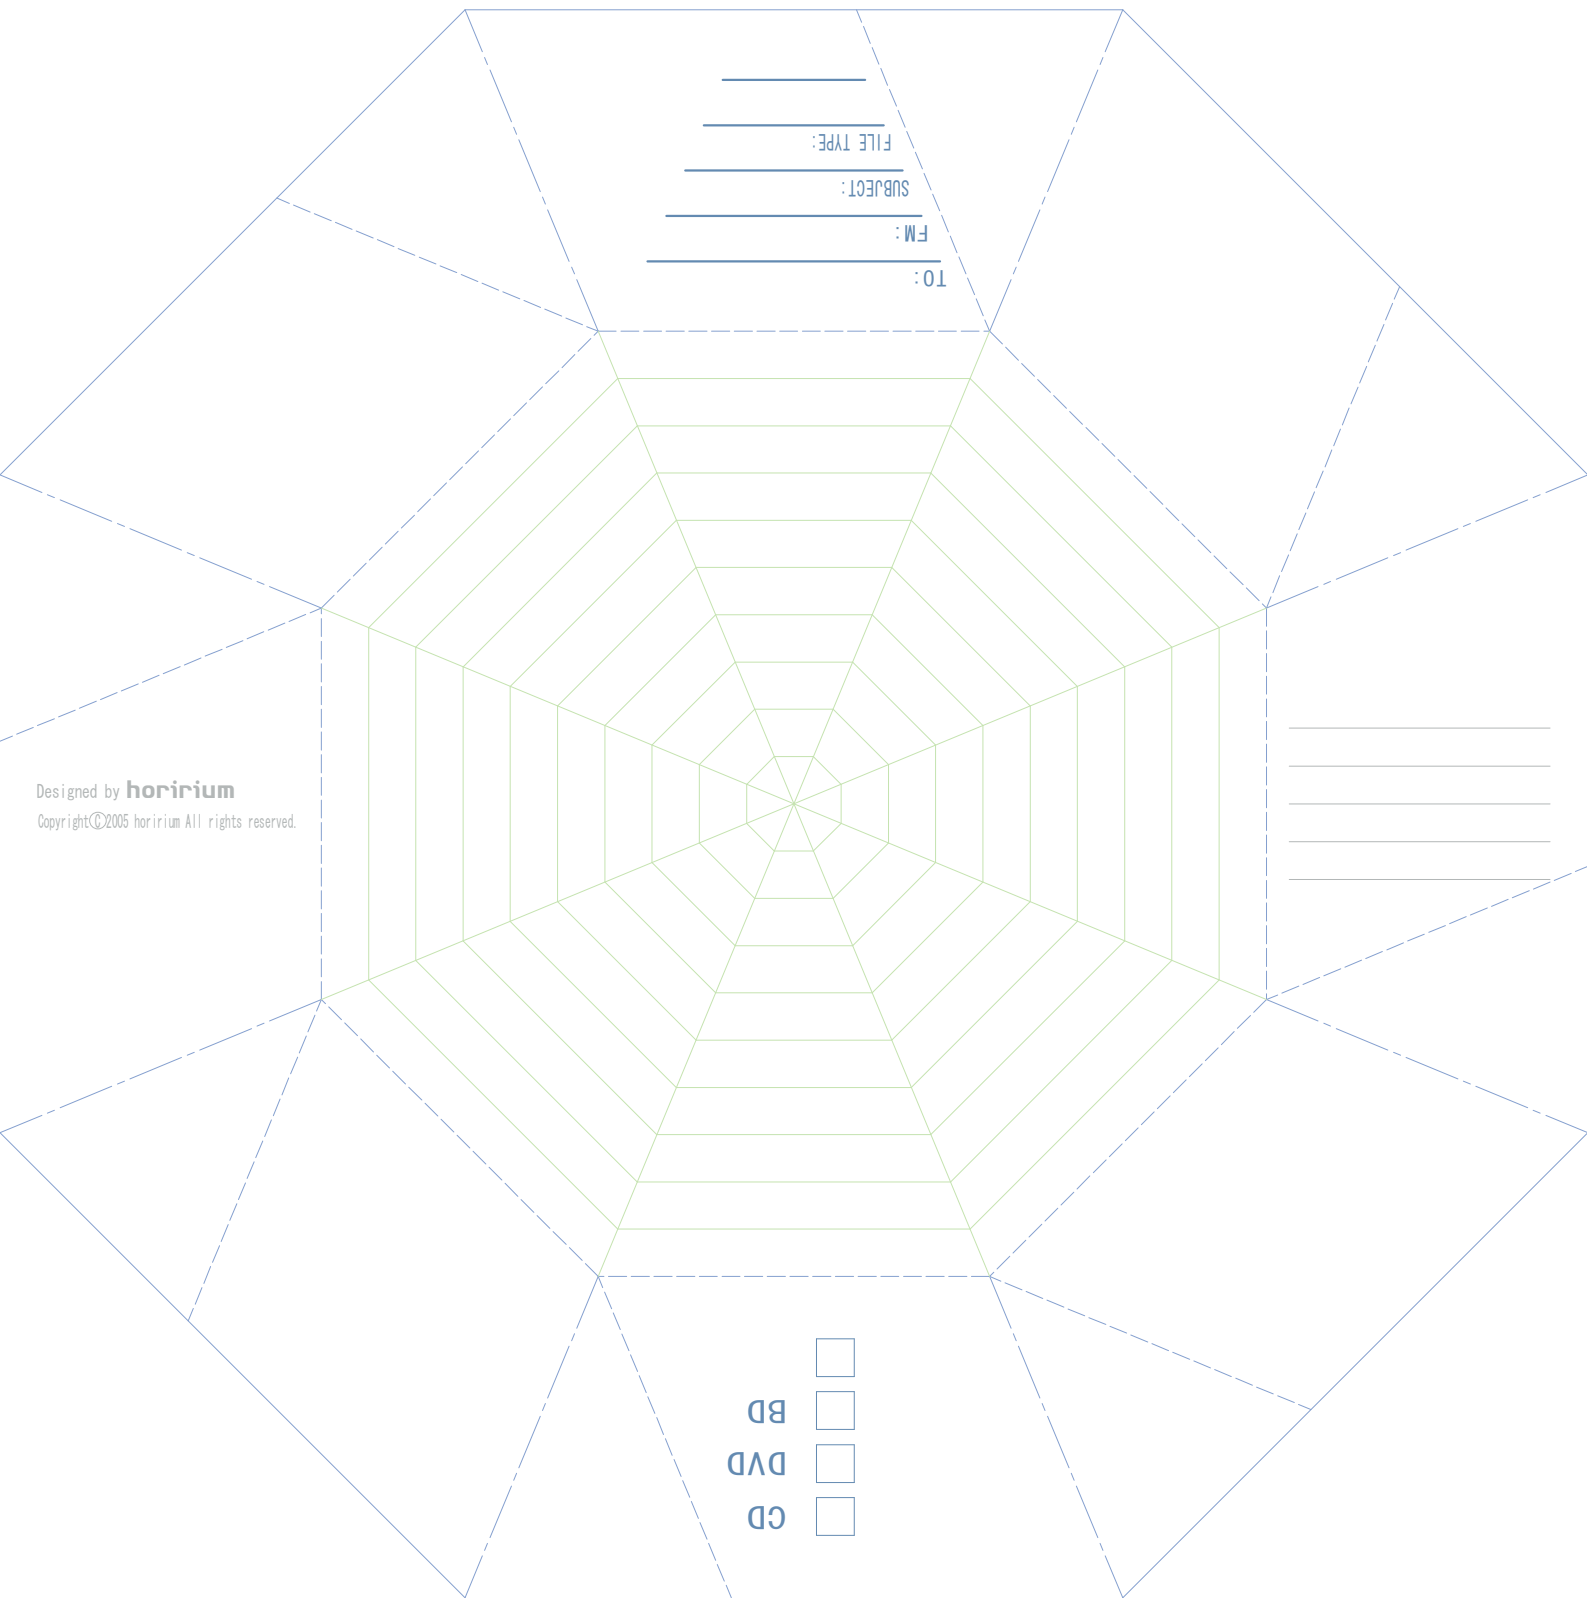 FILE TYPE:
SUBJECT:
FM:
TO:
Designed by horirium
Copyright©2005 horirium All rights reserved.
BD
DVD
CD